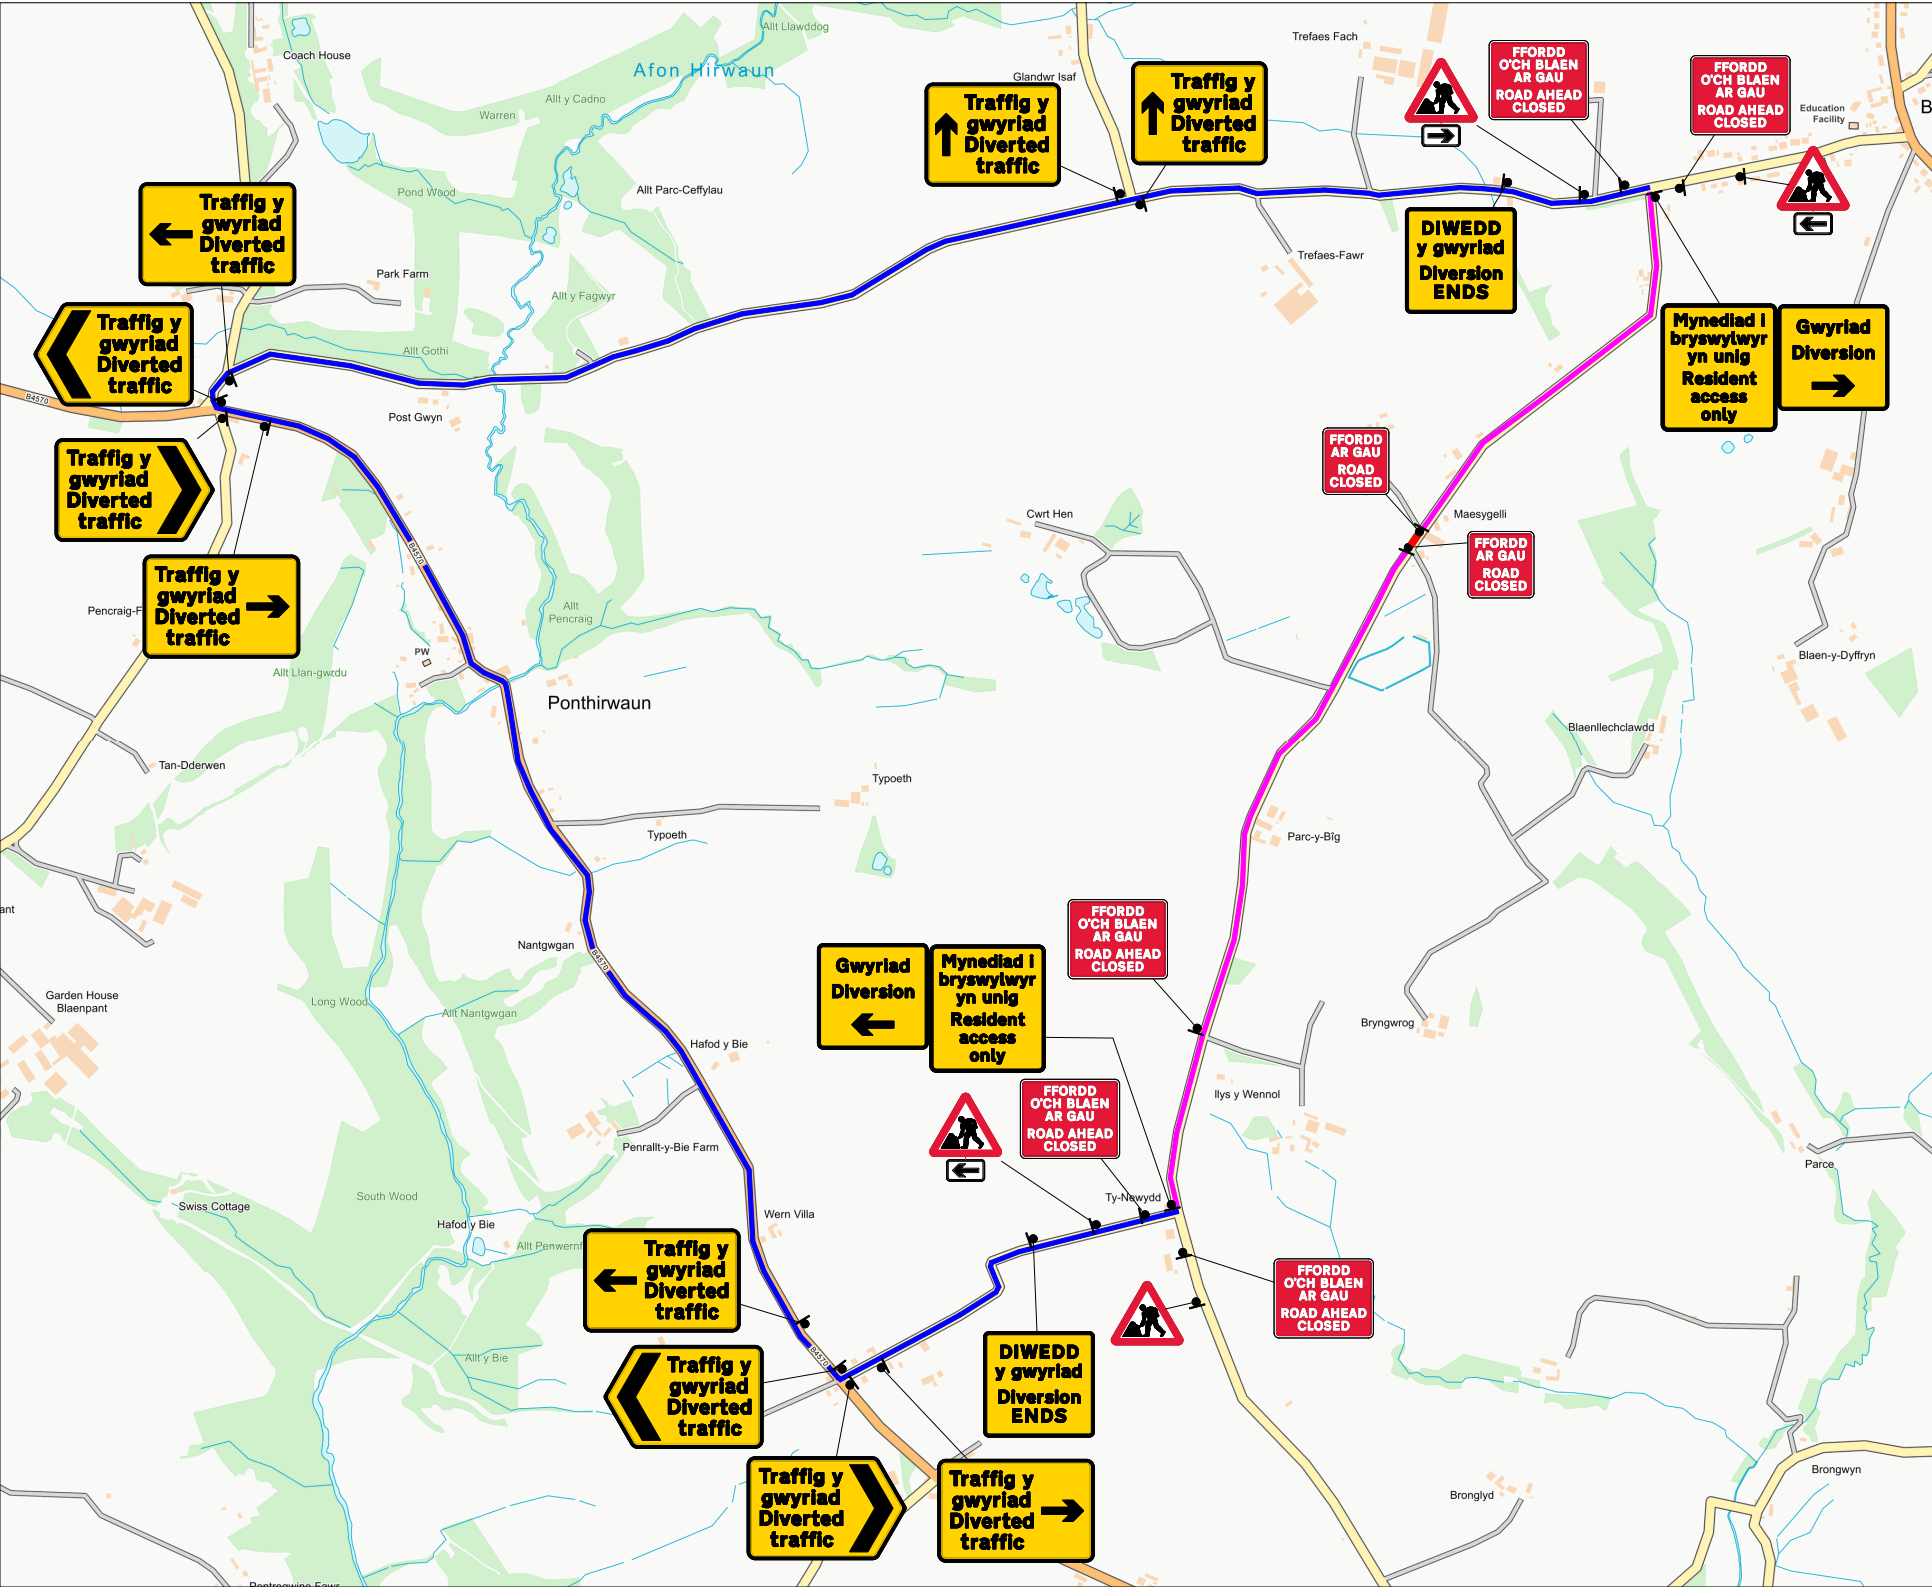 Allt Llawddog
Trefaes Fach
Coach House
Afon Hirwaun
Glandwr Isaf
Allt y Cadno
Warren
FFORDD
O'CH BLAEN
AR GAU
ROAD AHEAD
CLOSED
FFORDD
O'CH BLAEN
AR GAU
ROAD AHEAD
CLOSED
Education
Facility
B
Traffig y
gwyriad
Diverted
traffic
Traffig y
gwyriad
Diverted
traffic
Pond Wood
Allt Parc-Ceffylau
Traffig y
gwyriad
Diverted
traffic
DIWEDD
y gwyriad
Diversion
ENDS
Trefaes-Fawr
Park Farm
Allt y Fagwyr
Traffig y
gwyriad
Diverted
traffic
Mynediad i
bryswylwyr
yn unig
Resident
access
only
Gwyriad
Diversion
Allt Gothi
B4570
Post Gwyn
Traffig y
gwyriad
Diverted
traffic
FFORDD
AR GAU
ROAD
CLOSED
Cwrt Hen
Maesygelli
FFORDD
AR GAU
ROAD
CLOSED
B4570
Traffig y
gwyriad
Diverted
traffic
Pencraig-F
Allt
Pencraig
PW
Allt Llan-gwrdu
Ponthirwaun
Blaen-y-Dyffryn
Blaenllechclawdd
Tan-Dderwen
Typoeth
Typoeth
Parc-y-Bîg
ant
Nantgwgan
B4570
FFORDD
O'CH BLAEN
AR GAU
ROAD AHEAD
CLOSED
Gwyriad
Diversion
Mynediad i
bryswylwyr
yn unig
Resident
access
only
Garden House
Blaenpant
Long Wood
Allt Nantgwgan
Bryngwrog
Hafod y Bie
Ilys y Wennol
FFORDD
O'CH BLAEN
AR GAU
ROAD AHEAD
CLOSED
Penrallt-y-Bie Farm
Parce
South Wood
Swiss Cottage
Ty-Newydd
Wern Villa
Hafod y Bie
Allt Penwernf
Traffig y
gwyriad
Diverted
traffic
FFORDD
O'CH BLAEN
AR GAU
ROAD AHEAD
CLOSED
DIWEDD
y gwyriad
Diversion
ENDS
B4570
Allt y Bie
Traffig y
gwyriad
Diverted
traffic
Traffig y
gwyriad
Diverted
traffic
Traffig y
gwyriad
Diverted
traffic
Brongwyn
Bronglyd